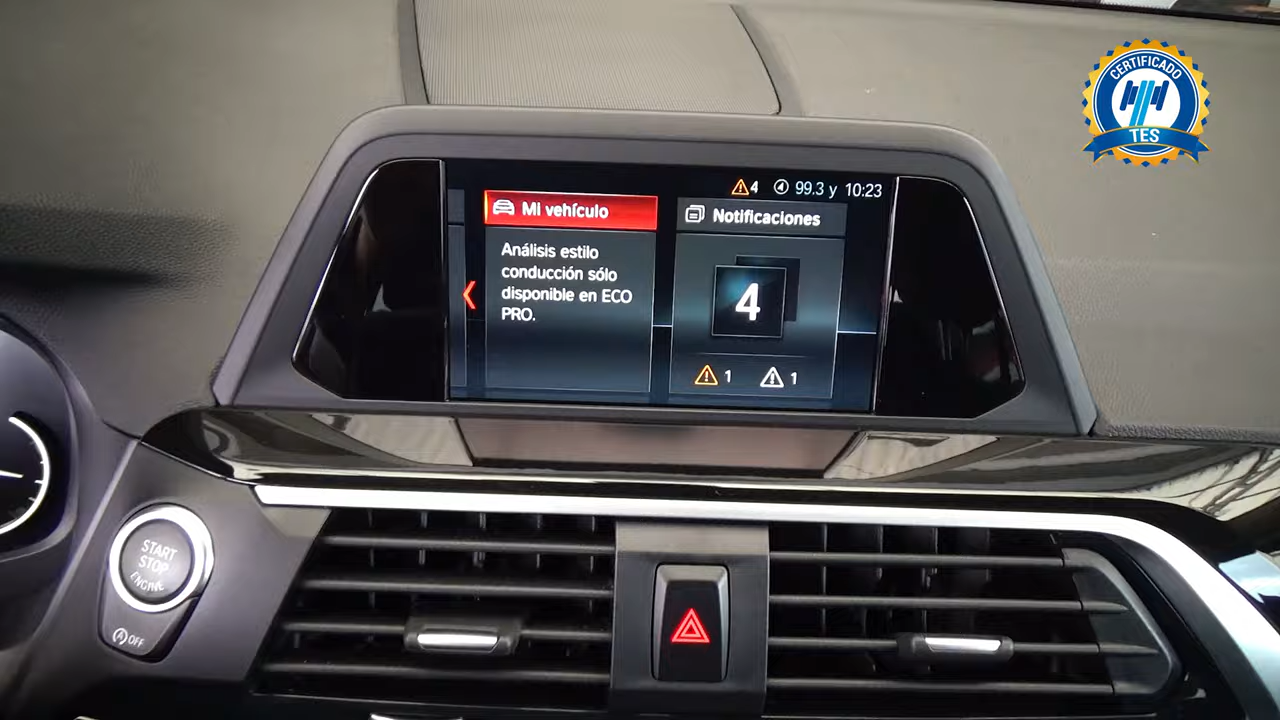 CERTIFICADO
TES
4 99.3 y 10:23
Mi vehículo
Análisis estilo
conducción sólo
disponible en ECO
PRO.
Notificaciones
4
1 1
START
STOP
ENGINE
A OFF